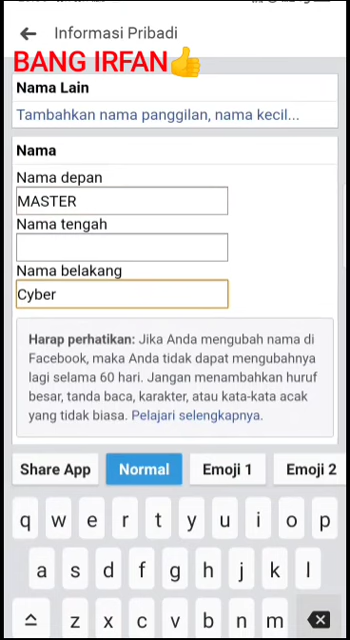 Informasi Pribadi
BANG IRFAN👍
Nama Lain
Tambahkan nama panggilan, nama kecil...
Nama
Nama depan
MASTER
Nama tengah
Nama belakang
Cyber
Harap perhatikan: Jika Anda mengubah nama di
Facebook, maka Anda tidak dapat mengubahnya
lagi selama 60 hari. Jangan menambahkan huruf
besar, tanda baca, karakter, atau kata-kata acak
yang tidak biasa. Pelajari selengkapnya.
Share App Normal Emoji 1 Emoji 2
q w e r t y u i o p
a s d f g h j k l
z x c v b n m